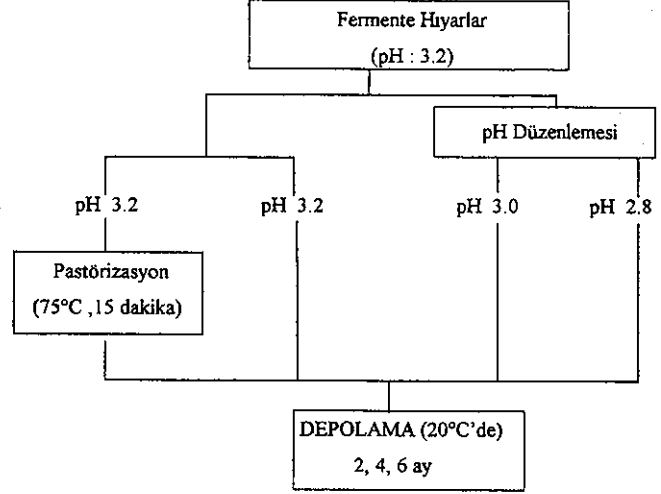 Fermente Hıyarlar
(pH : 3.2)
pH Düzenlemesi
pH 3.2
pH 3.2
pH 3.0
pH 2.8
Pastörizasyon
(75°C ,15 dakika)
DEPOLAMA (20°C'de)
2, 4, 6 ay